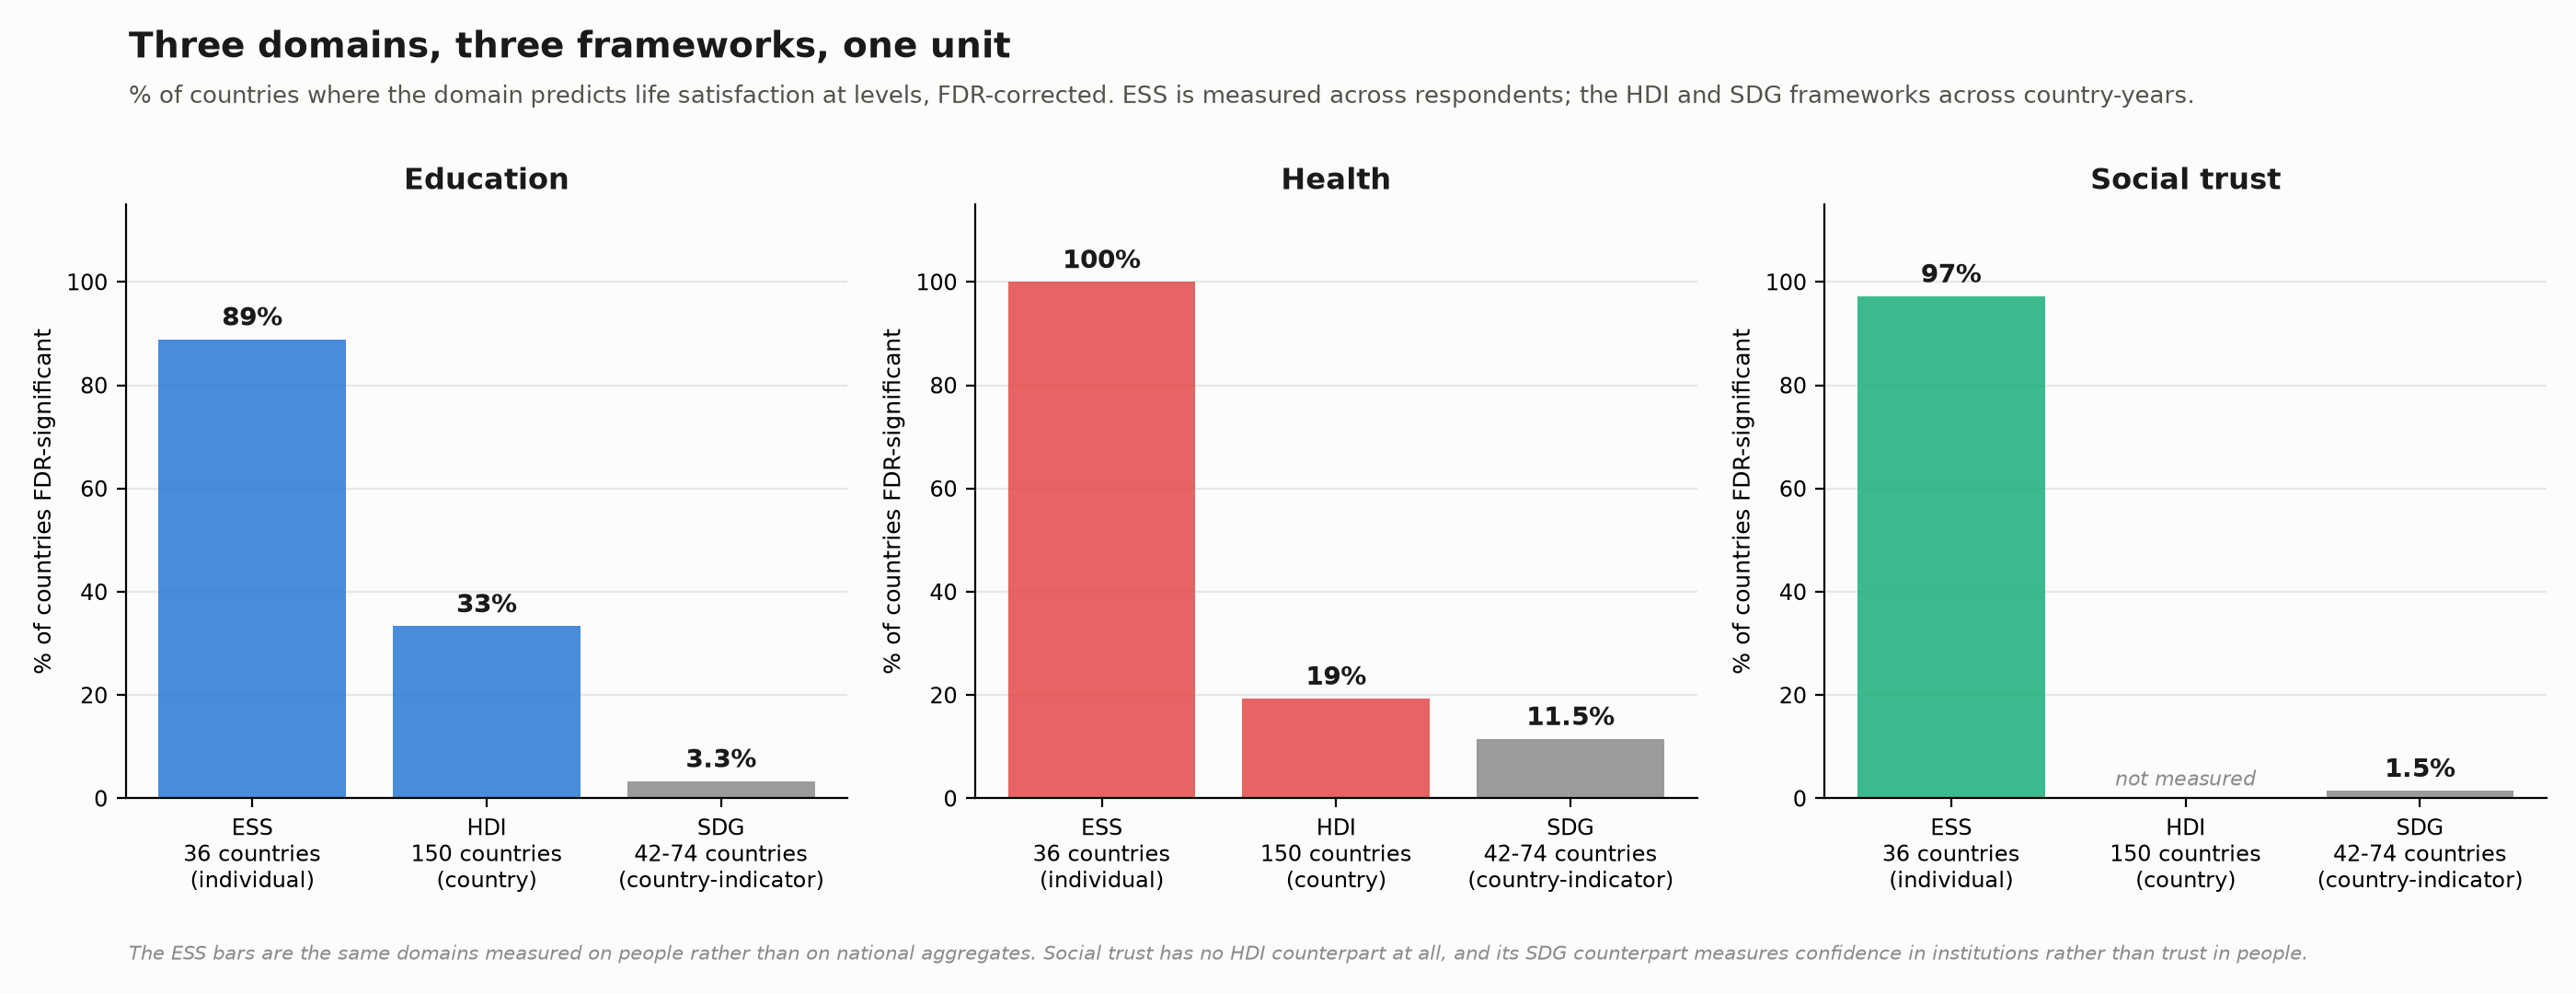 Three domains, three frameworks, one unit
% of countries where the domain predicts life satisfaction at levels, FDR-corrected. ESS is measured across respondents; the HDI and SDG frameworks across country-years.
Education
% of countries FDR-significant
100
80
60
40
20
0
89%
33%
3.3%
ESS
36 countries
(individual)
HDI
150 countries
(country)
SDG
42-74 countries
(country-indicator)
Health
% of countries FDR-significant
100
80
60
40
20
0
100%
19%
11.5%
ESS
36 countries
(individual)
HDI
150 countries
(country)
SDG
42-74 countries
(country-indicator)
Social trust
% of countries FDR-significant
100
80
60
40
20
0
97%
not measured
1.5%
ESS
36 countries
(individual)
HDI
150 countries
(country)
SDG
42-74 countries
(country-indicator)
The ESS bars are the same domains measured on people rather than on national aggregates. Social trust has no HDI counterpart at all, and its SDG counterpart measures confidence in institutions rather than trust in people.